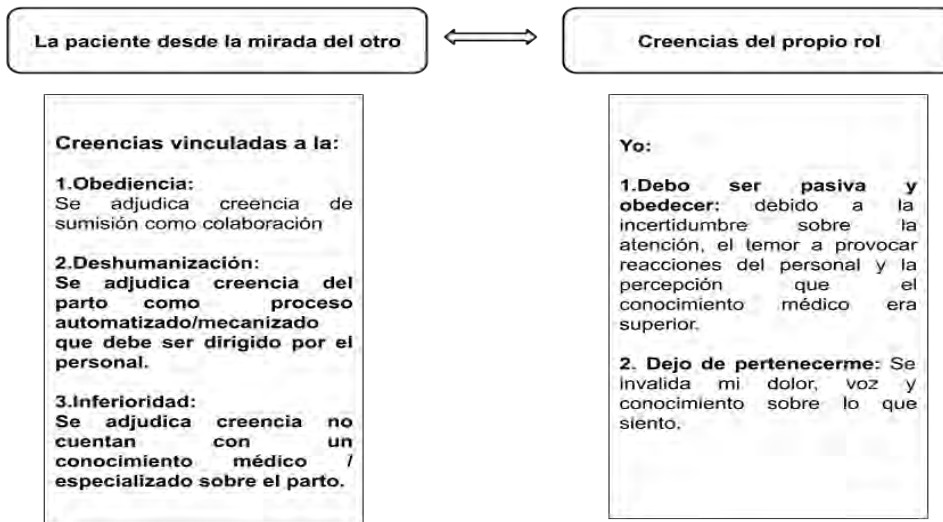 La paciente desde la mirada del otro
Creencias del propio rol
Creencias vinculadas a la:
1.Obediencia:
Se adjudica creencia de
sumisión como colaboración
2.Deshumanización:
Se adjudica creencia del
parto como proceso
automatizado/mecanizado
que debe ser dirigido por el
personal.
3.Inferioridad:
Se adjudica creencia no
cuentan con un
conocimiento médico /
especializado sobre el parto.
Yo:
1.Debo ser pasiva y
obedecer: debido a la
incertidumbre sobre la
atención, el temor a provocar
reacciones del personal y la
percepción que el
conocimiento médico era
superior.
2. Dejo de pertenecerme: Se
invalida mi dolor, voz y
conocimiento sobre lo que
siento.